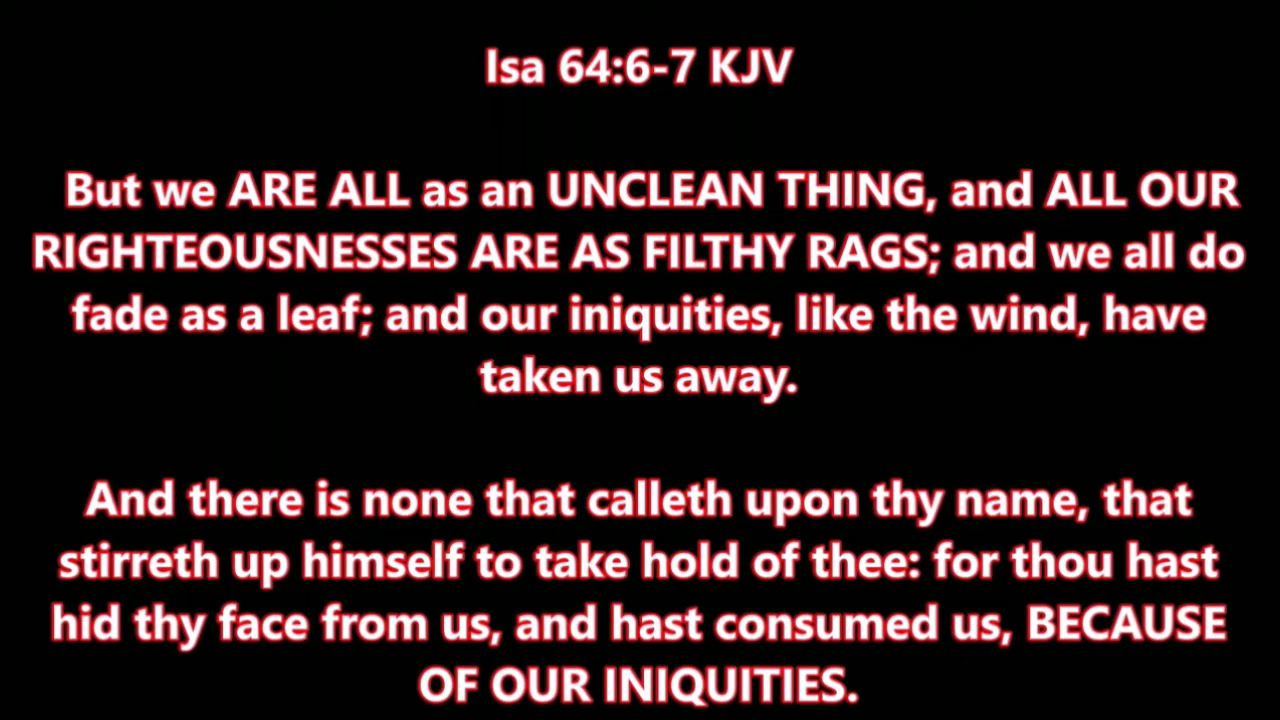 Isa 64:6-7 KJV
But we ARE ALL as an UNCLEAN THING, and ALL OUR
RIGHTEOUSNESSES ARE AS FILTHY RAGS; and we all do
fade as a leaf; and our iniquities, like the wind, have
taken us away.
And there is none that calleth upon thy name, that
stirreth up himself to take hold of thee: for thou hast
hid thy face from us, and hast consumed us, BECAUSE
OF OUR INIQUITIES.